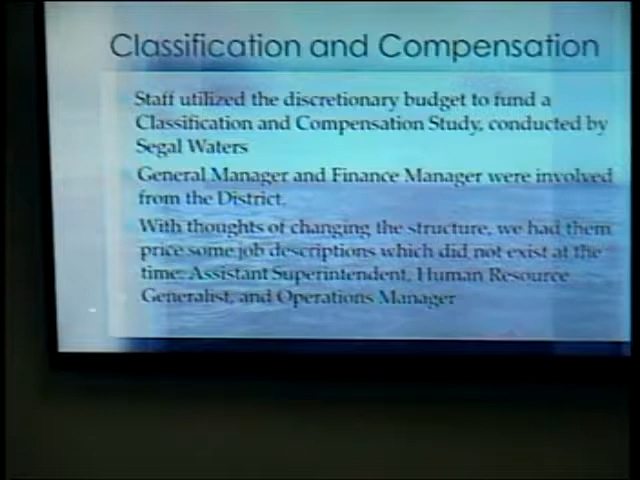 Classification and Compensation
Staff utilized the discretionary budget to fund a
Classification and Compensation Study, conducted by
Segal Waters
General Manager and Finance Manager were involved
from the District.
With thoughts of changing the structure, we had them
price some job descriptions which did not exist at the
time: Assistant Superintendent, Human Resource
Generalist, and Operations Manager